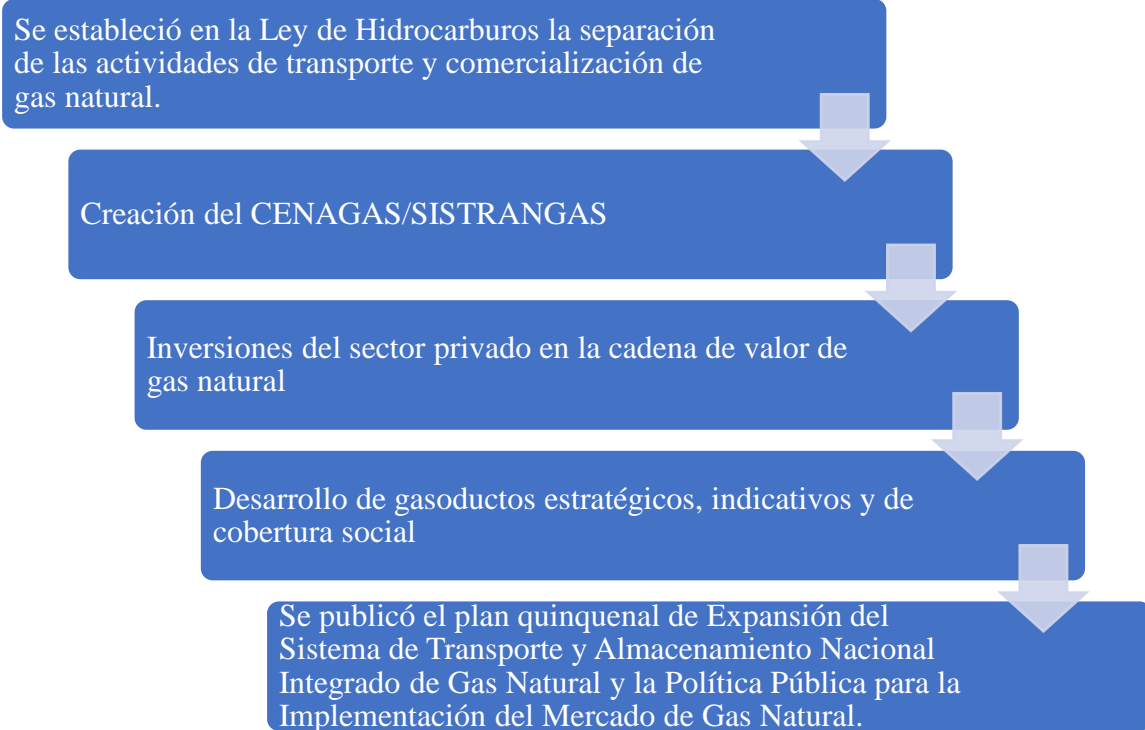 Se estableció en la Ley de Hidrocarburos la separación
de las actividades de transporte y comercialización de
gas natural.
Creación del CENAGAS/SISTRANGAS
Inversiones del sector privado en la cadena de valor de
gas natural
Desarrollo de gasoductos estratégicos, indicativos y de
cobertura social
Se publicó el plan quinquenal de Expansión del
Sistema de Transporte y Almacenamiento Nacional
Integrado de Gas Natural y la Política Pública para la
Implementación del Mercado de Gas Natural.